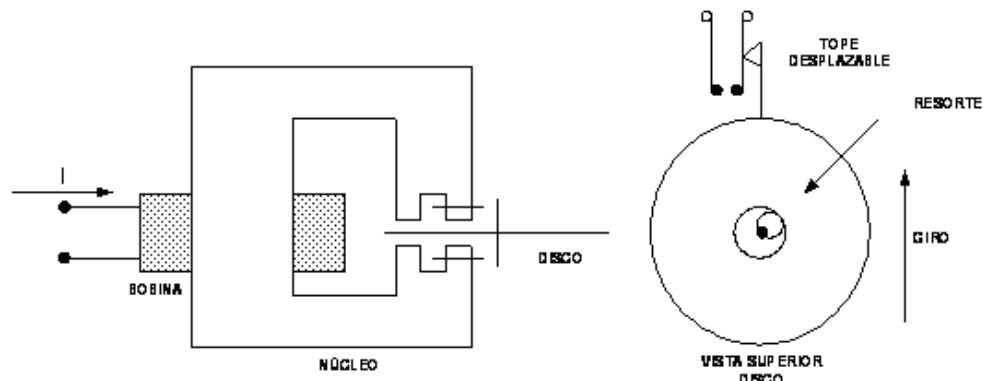 I
BOBINA
NÚCLEO
DISCO
TOPE
DESPLAZABLE
RESORTE
GIRO
VISTA SUPERIOR
DISCO